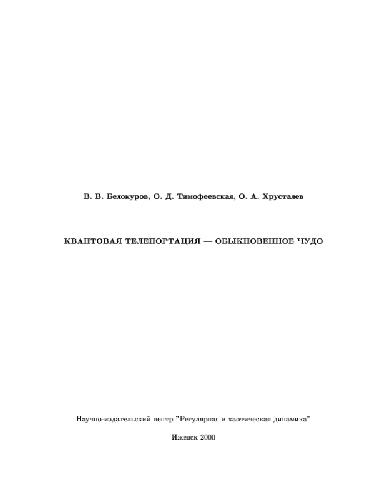 В. В. Белокуров, О. Д. Тимофеевская, О. А. Хрусталев
КВАНТОВАЯ ТЕЛЕПОРТАЦИЯ — ОБЫКНОВЕННОЕ ЧУДО
Научно-издательский центр "Регулярная и хаотическая динамика"
Ижевск 2000